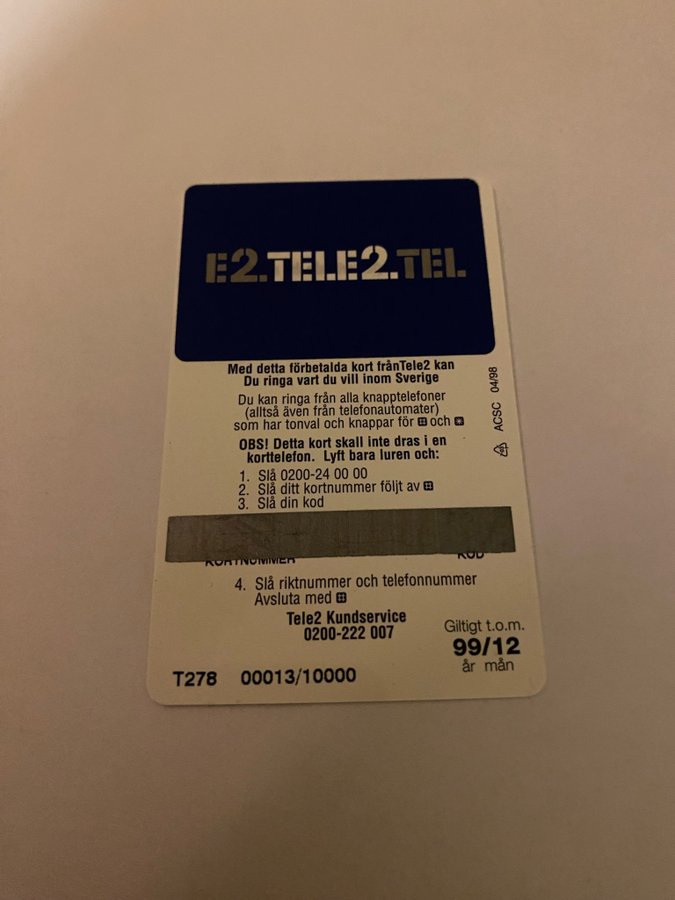 E2.TELE2.TEL
Med detta förbetalda kort frånTele2 kan
Du ringa vart du vill inom Sverige
Du kan ringa från alla knapptelefoner
(alltså även från telefonautomater)
som har tonval och knappar för # och *
OBS! Detta kort skall inte dras i en
korttelefon. Lyft bara luren och:
1. Slå 0200-24 00 00
2. Slå ditt kortnummer följt av #
3. Slå din kod
KORTNUMMER KOD
4. Slå riktnummer och telefonnummer
Avsluta med #
Tele2 Kundservice
0200-222 007
Giltigt t.o.m.
99/12
år mån
T278 00013/10000
ACSC 04/98